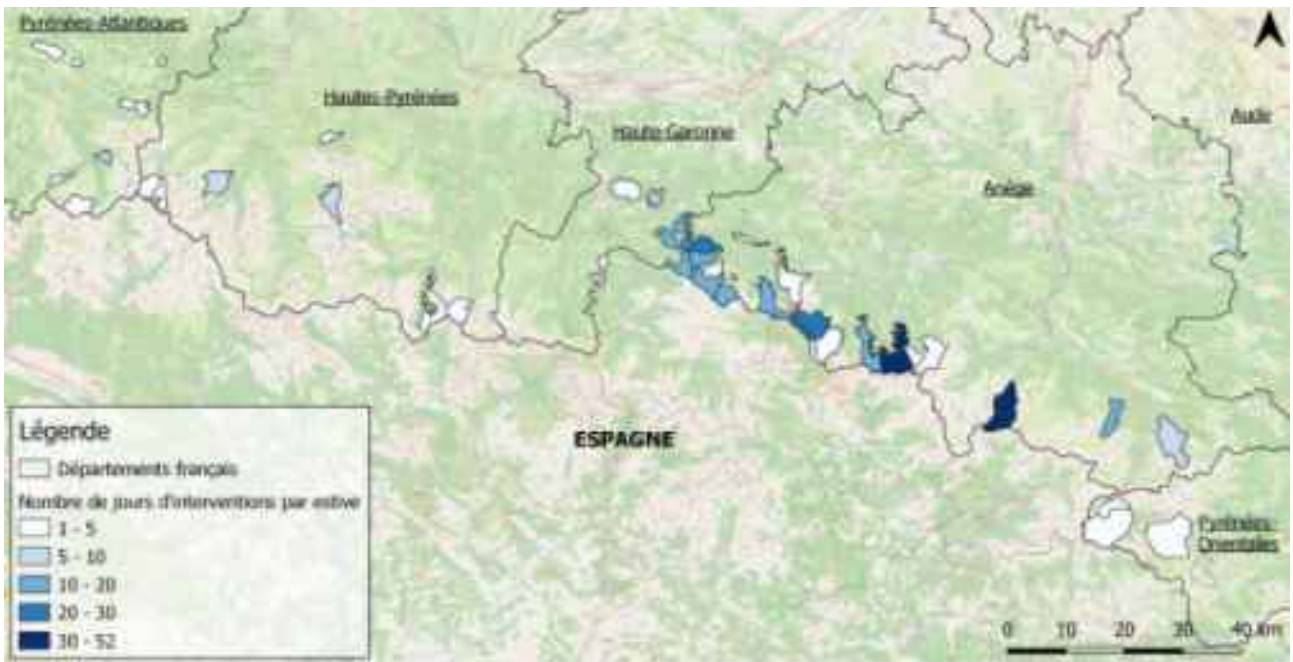 Pyrénées-Atlantiques
Hautes-Pyrénées
Haute-Garonne
Aude
Ariège
ESPAGNE
Pyrénées-
Orientales
Légende
Départements français
Nombre de jours d'interventions par estive
1 - 5
5 - 10
10 - 20
20 - 30
30 - 52
0 10 20 30 40 km